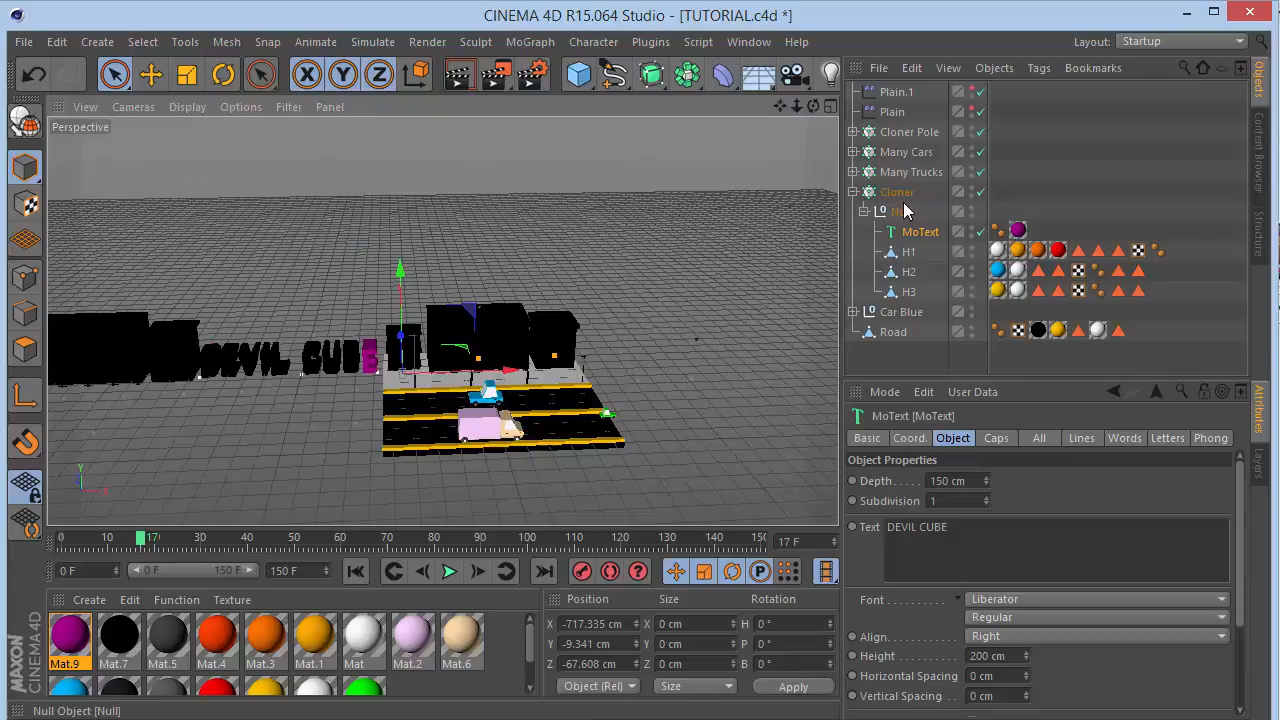 CINEMA 4D R15.064 Studio - [TUTORIAL.c4d *]
File Edit Create Select Tools Mesh Snap Animate Simulate Render Sculpt MoGraph Character Plugins Script Window Help
Layout: Startup
X Y Z
File Edit View Objects Tags Bookmarks
View Cameras Display Options Filter Panel
Perspective
Plain.1
Plain
Cloner Pole
Many Cars
Many Trucks
Cloner
MoText
H1
H2
H3
Car Blue
Road
Objects
Content Browser
Structure
DEVIL CUBE
Y
X
Mode Edit User Data
MoText [MoText]
Basic Coord. Object Caps All Lines Words Letters Phong
Object Properties
Depth..... 150 cm
Subdivision 1
Text DEVIL CUBE
Font.......... Liberator
Regular
Align.......... Right
Height......... 200 cm
Horizontal Spacing 0 cm
Vertical Spacing 0 cm
Attributes
Layers
0 10 17 30 40 50 60 70 80 90 100 110 120 130 140 150
17 F
0 F 0 F 150 F 150 F
P
Create Edit Function Texture
Mat.9 Mat.7 Mat.5 Mat.4 Mat.3 Mat.1 Mat Mat.2 Mat.6
Position Size Rotation
X -717.335 cm X 0 cm H 0 °
Y -9.341 cm Y 0 cm P 0 °
Z -67.608 cm Z 0 cm B 0 °
Object (Rel) Size Apply
MAXON
CINEMA 4D
Null Object [Null]